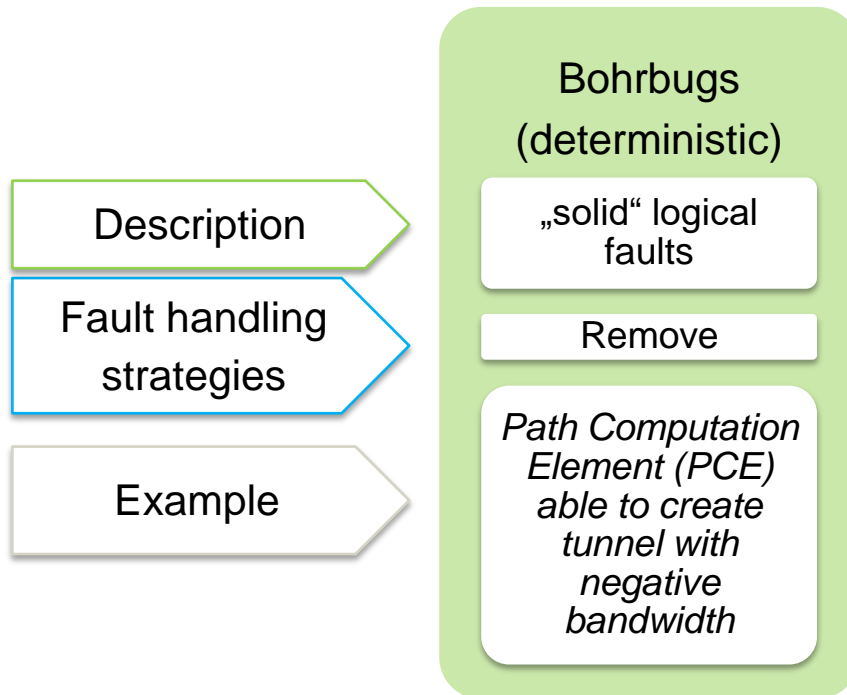 Bohrbugs
(deterministic)
Description
„solid“ logical
faults
Fault handling
strategies
Remove
Example
Path Computation
Element (PCE)
able to create
tunnel with
negative
bandwidth